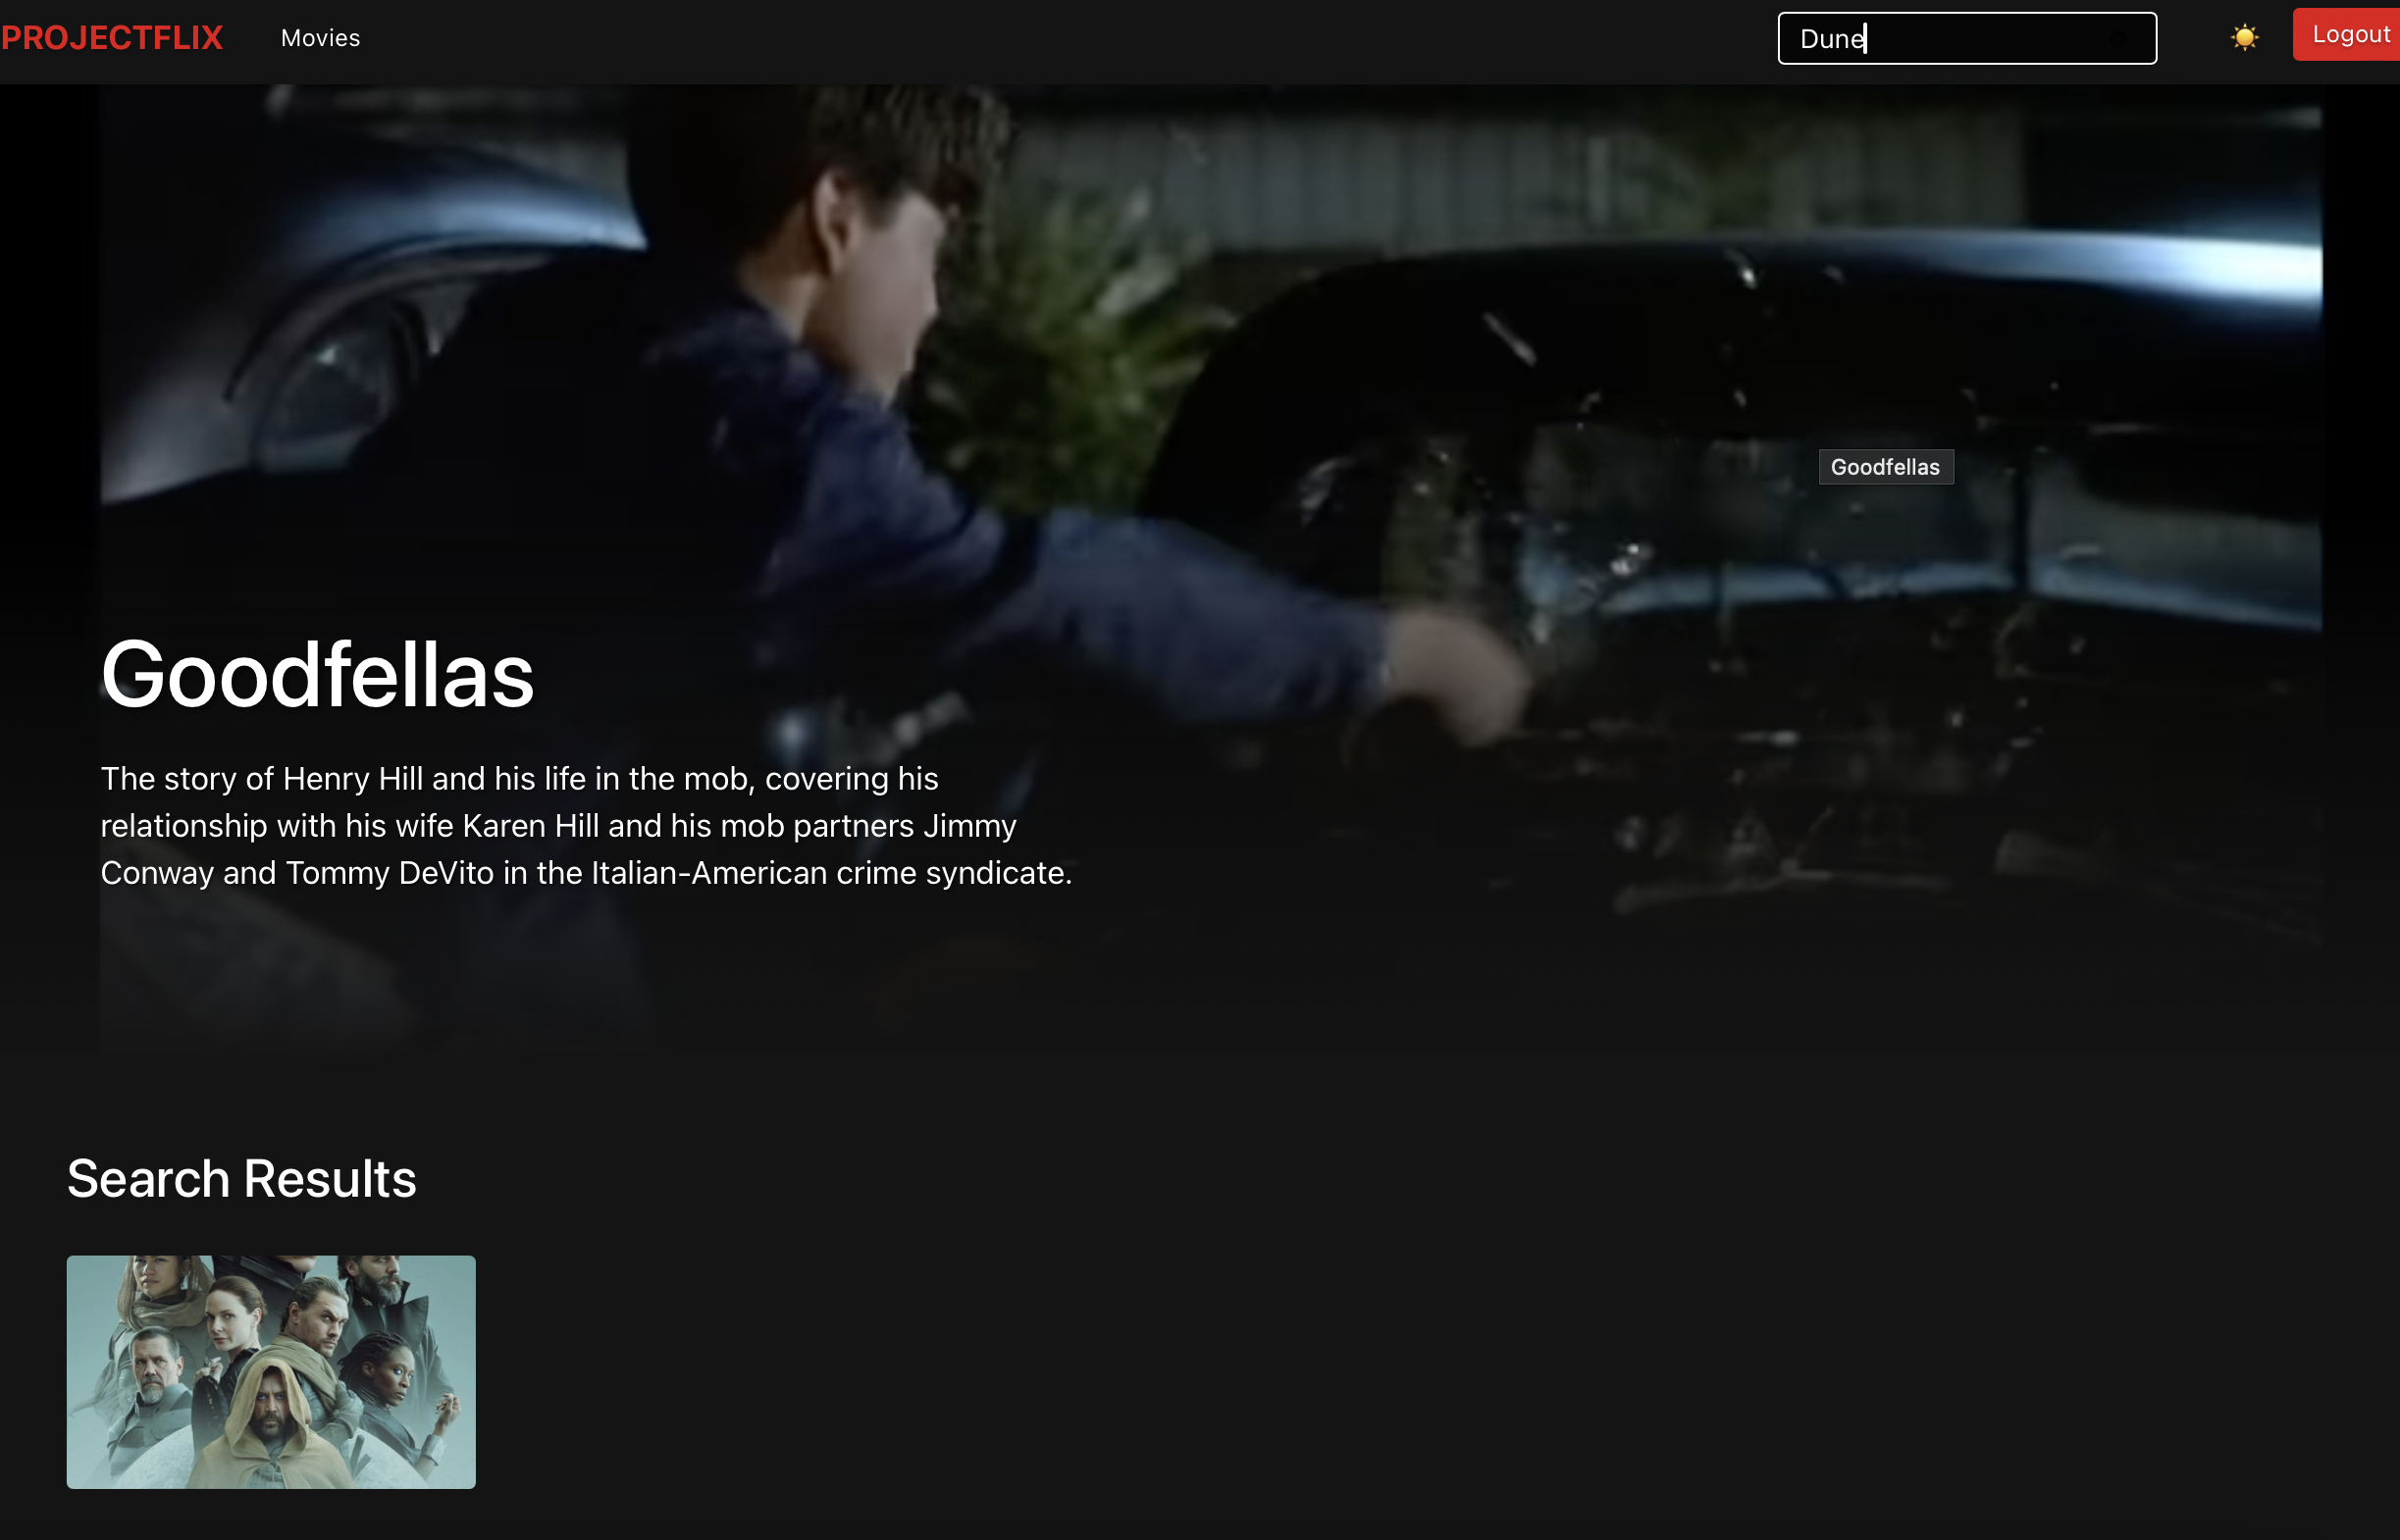 PROJECTFLIX
Movies
Dune
Logout
Goodfellas
Goodfellas
The story of Henry Hill and his life in the mob, covering his
relationship with his wife Karen Hill and his mob partners Jimmy
Conway and Tommy DeVito in the Italian-American crime syndicate.
Search Results